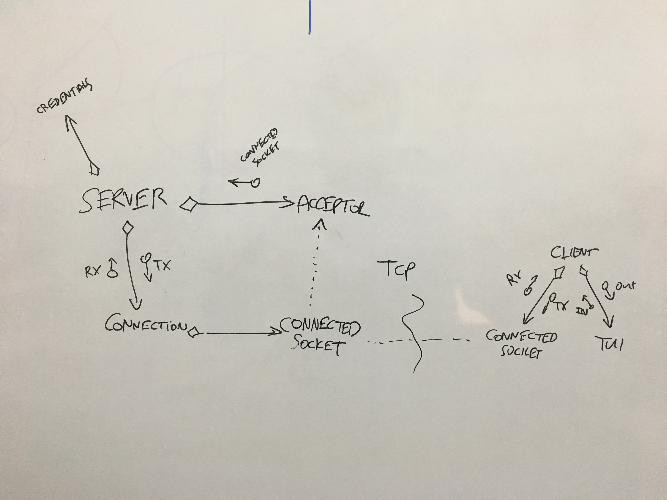 CREDENTIALS
CONNECTED
SOCKET
SERVER
ACCEPTOR
RX
TX
TCP
CLIENT
RX
TX
IN
OUT
CONNECTION
CONNECTED
SOCKET
CONNECTED
SOCKET
TUI